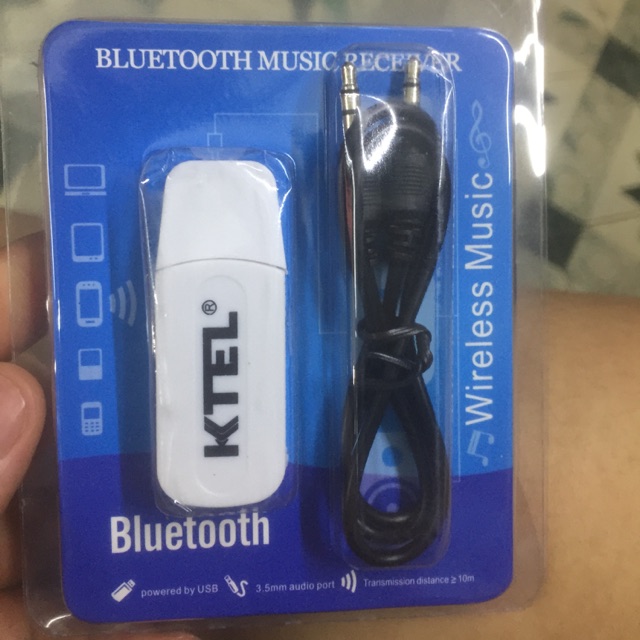 BLUETOOTH MUSIC RECEIVER
KTEL®
Wireless Music
Bluetooth
powered by USB
3.5mm audio port
Transmission distance ≥ 10m